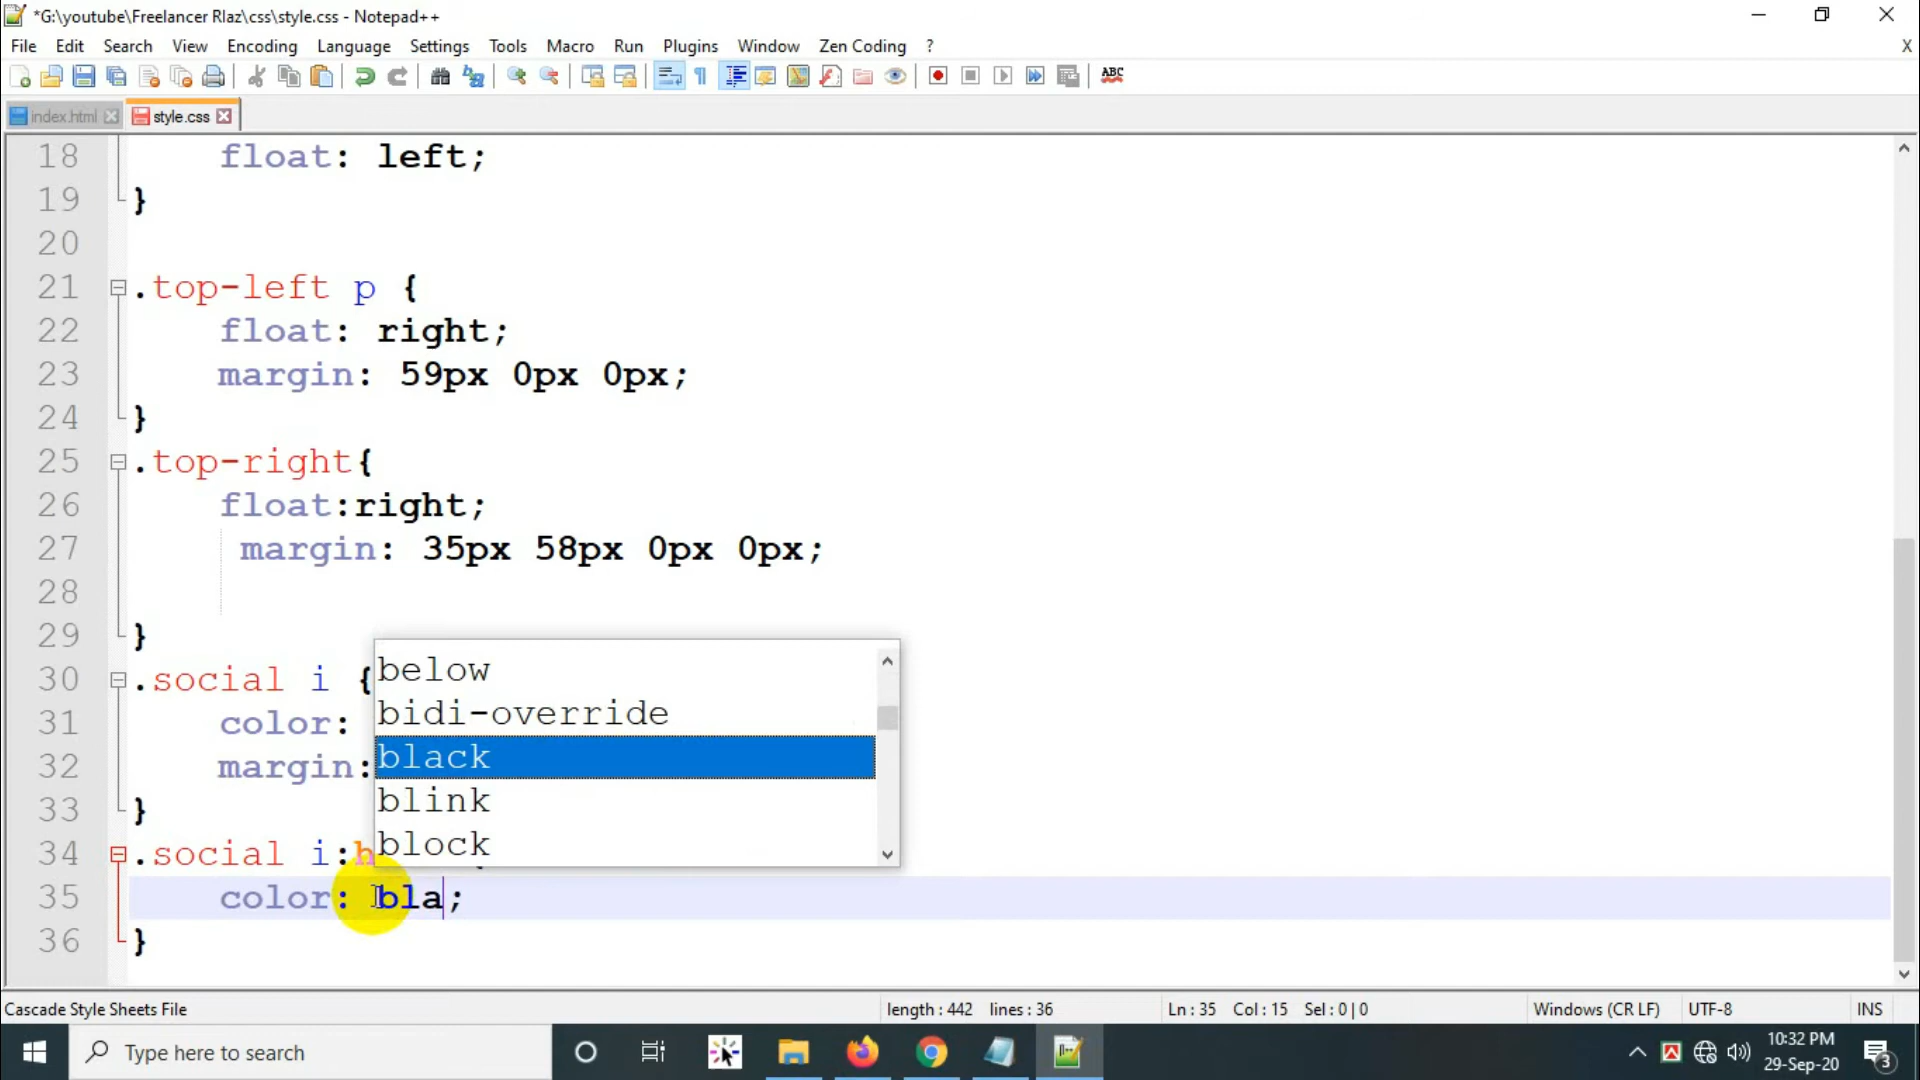 *G:\youtube\Freelancer Rlaz\css\style.css - Notepad++
File Edit Search View Encoding Language Settings Tools Macro Run Plugins Window Zen Coding ? X
ABC
index.html style.css
18 float: left;
19 }
20
21 .top-left p {
22 float: right;
23 margin: 59px 0px 0px;
24 }
25 .top-right{
26 float:right;
27 margin: 35px 58px 0px 0px;
28
29 }
30 .social i {
31 color:
32 margin:
33 }
34 .social i:h
35 color: bla;
36 }
below
bidi-override
black
blink
block
Cascade Style Sheets File length : 442 lines : 36 Ln : 35 Col : 15 Sel : 0 | 0 Windows (CR LF) UTF-8 INS
Type here to search
10:32 PM
29-Sep-20
3